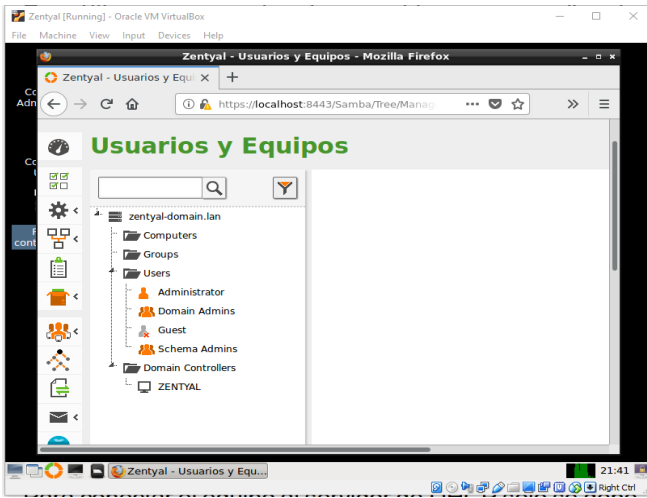 Zentyal [Running] - Oracle VM VirtualBox
File Machine View Input Devices Help
Zentyal - Usuarios y Equipos - Mozilla Firefox
Zentyal - Usuarios y Equi
https://localhost:8443/Samba/Tree/Manag
Usuarios y Equipos
zentyal-domain.lan
Computers
Groups
Users
Administrator
Domain Admins
Guest
Schema Admins
Domain Controllers
ZENTYAL
Zentyal - Usuarios y Equ...
21:41
Right Ctrl